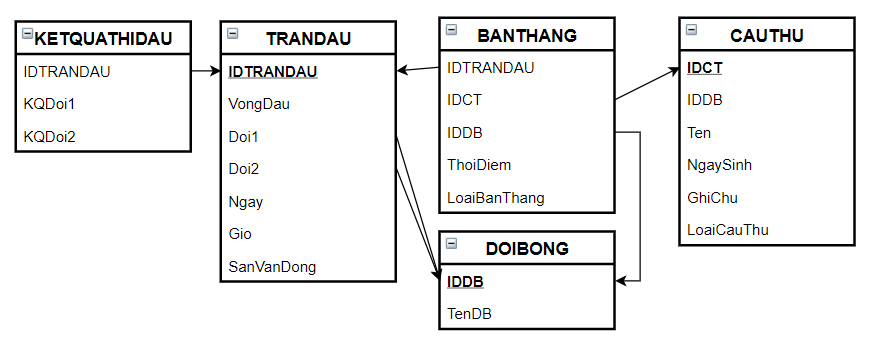 KETQUATHIDAU
IDTRANDAU
KQDoi1
KQDoi2
TRANDAU
IDTRANDAU
VongDau
Doi1
Doi2
Ngay
Gio
SanVanDong
BANTHANG
IDTRANDAU
IDCT
IDDB
ThoiDiem
LoaiBanThang
DOIBONG
IDDB
TenDB
CAUTHU
IDCT
IDDB
Ten
NgaySinh
GhiChu
LoaiCauThu